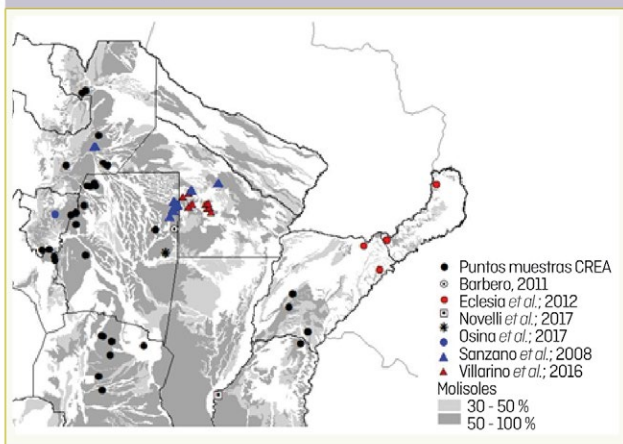 Puntos muestras CREA
Barbero, 2011
Eclesia et al.; 2012
Novelli et al.; 2017
Osina et al.; 2017
Sanzano et al.; 2008
Villarino et al.; 2016
Molisoles
30 - 50 %
50 - 100 %